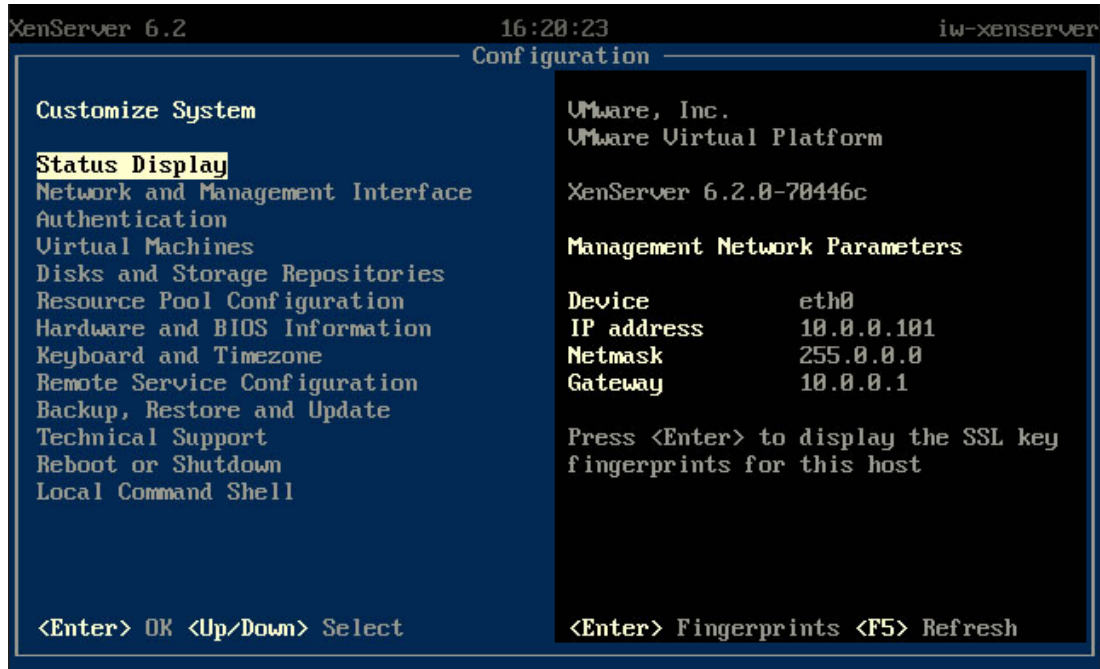 XenServer 6.2 16:20:23 iw-xenserver
Configuration
Customize System
Status Display
Network and Management Interface
Authentication
Virtual Machines
Disks and Storage Repositories
Resource Pool Configuration
Hardware and BIOS Information
Keyboard and Timezone
Remote Service Configuration
Backup, Restore and Update
Technical Support
Reboot or Shutdown
Local Command Shell
<Enter> OK <Up/Down> Select
VMware, Inc.
VMware Virtual Platform
XenServer 6.2.0-70446c
Management Network Parameters
Device eth0
IP address 10.0.0.101
Netmask 255.0.0.0
Gateway 10.0.0.1
Press <Enter> to display the SSL key
fingerprints for this host
<Enter> Fingerprints <F5> Refresh